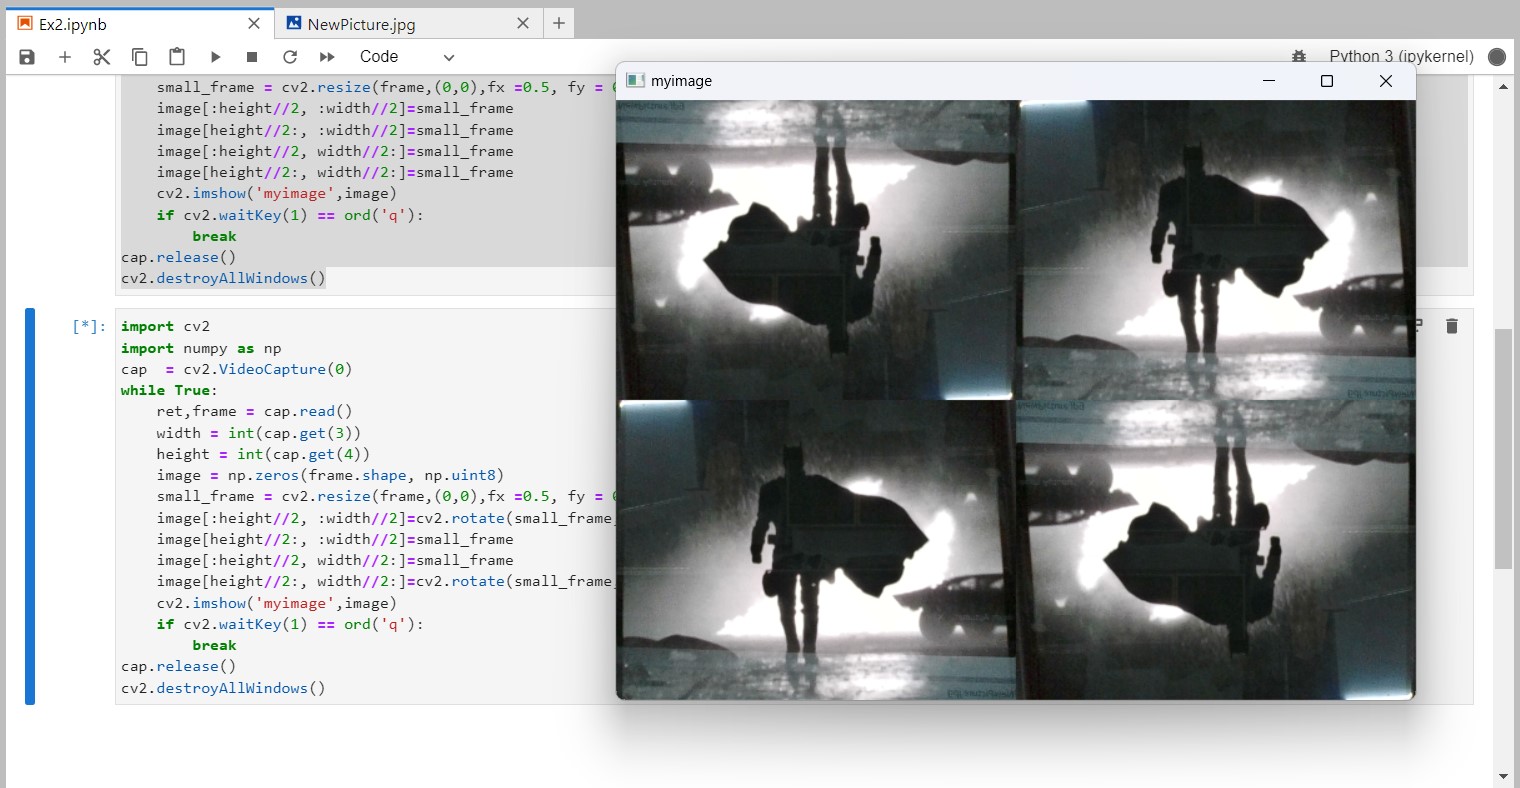 Ex2.ipynb
NewPicture.jpg
Code
Python 3 (ipykernel)
small_frame = cv2.resize(frame,(0,0),fx =0.5, fy =
image[:height//2, :width//2]=small_frame
image[height//2:, :width//2]=small_frame
image[:height//2, width//2:]=small_frame
image[height//2:, width//2:]=small_frame
cv2.imshow('myimage',image)
if cv2.waitKey(1) == ord('q'):
break
cap.release()
cv2.destroyAllWindows()
[*]:
import cv2
import numpy as np
cap  = cv2.VideoCapture(0)
while True:
ret,frame = cap.read()
width = int(cap.get(3))
height = int(cap.get(4))
image = np.zeros(frame.shape, np.uint8)
small_frame = cv2.resize(frame,(0,0),fx =0.5, fy =
image[:height//2, :width//2]=cv2.rotate(small_frame
image[height//2:, :width//2]=small_frame
image[:height//2, width//2:]=small_frame
image[height//2:, width//2:]=cv2.rotate(small_frame
cv2.imshow('myimage',image)
if cv2.waitKey(1) == ord('q'):
break
cap.release()
cv2.destroyAllWindows()
myimage